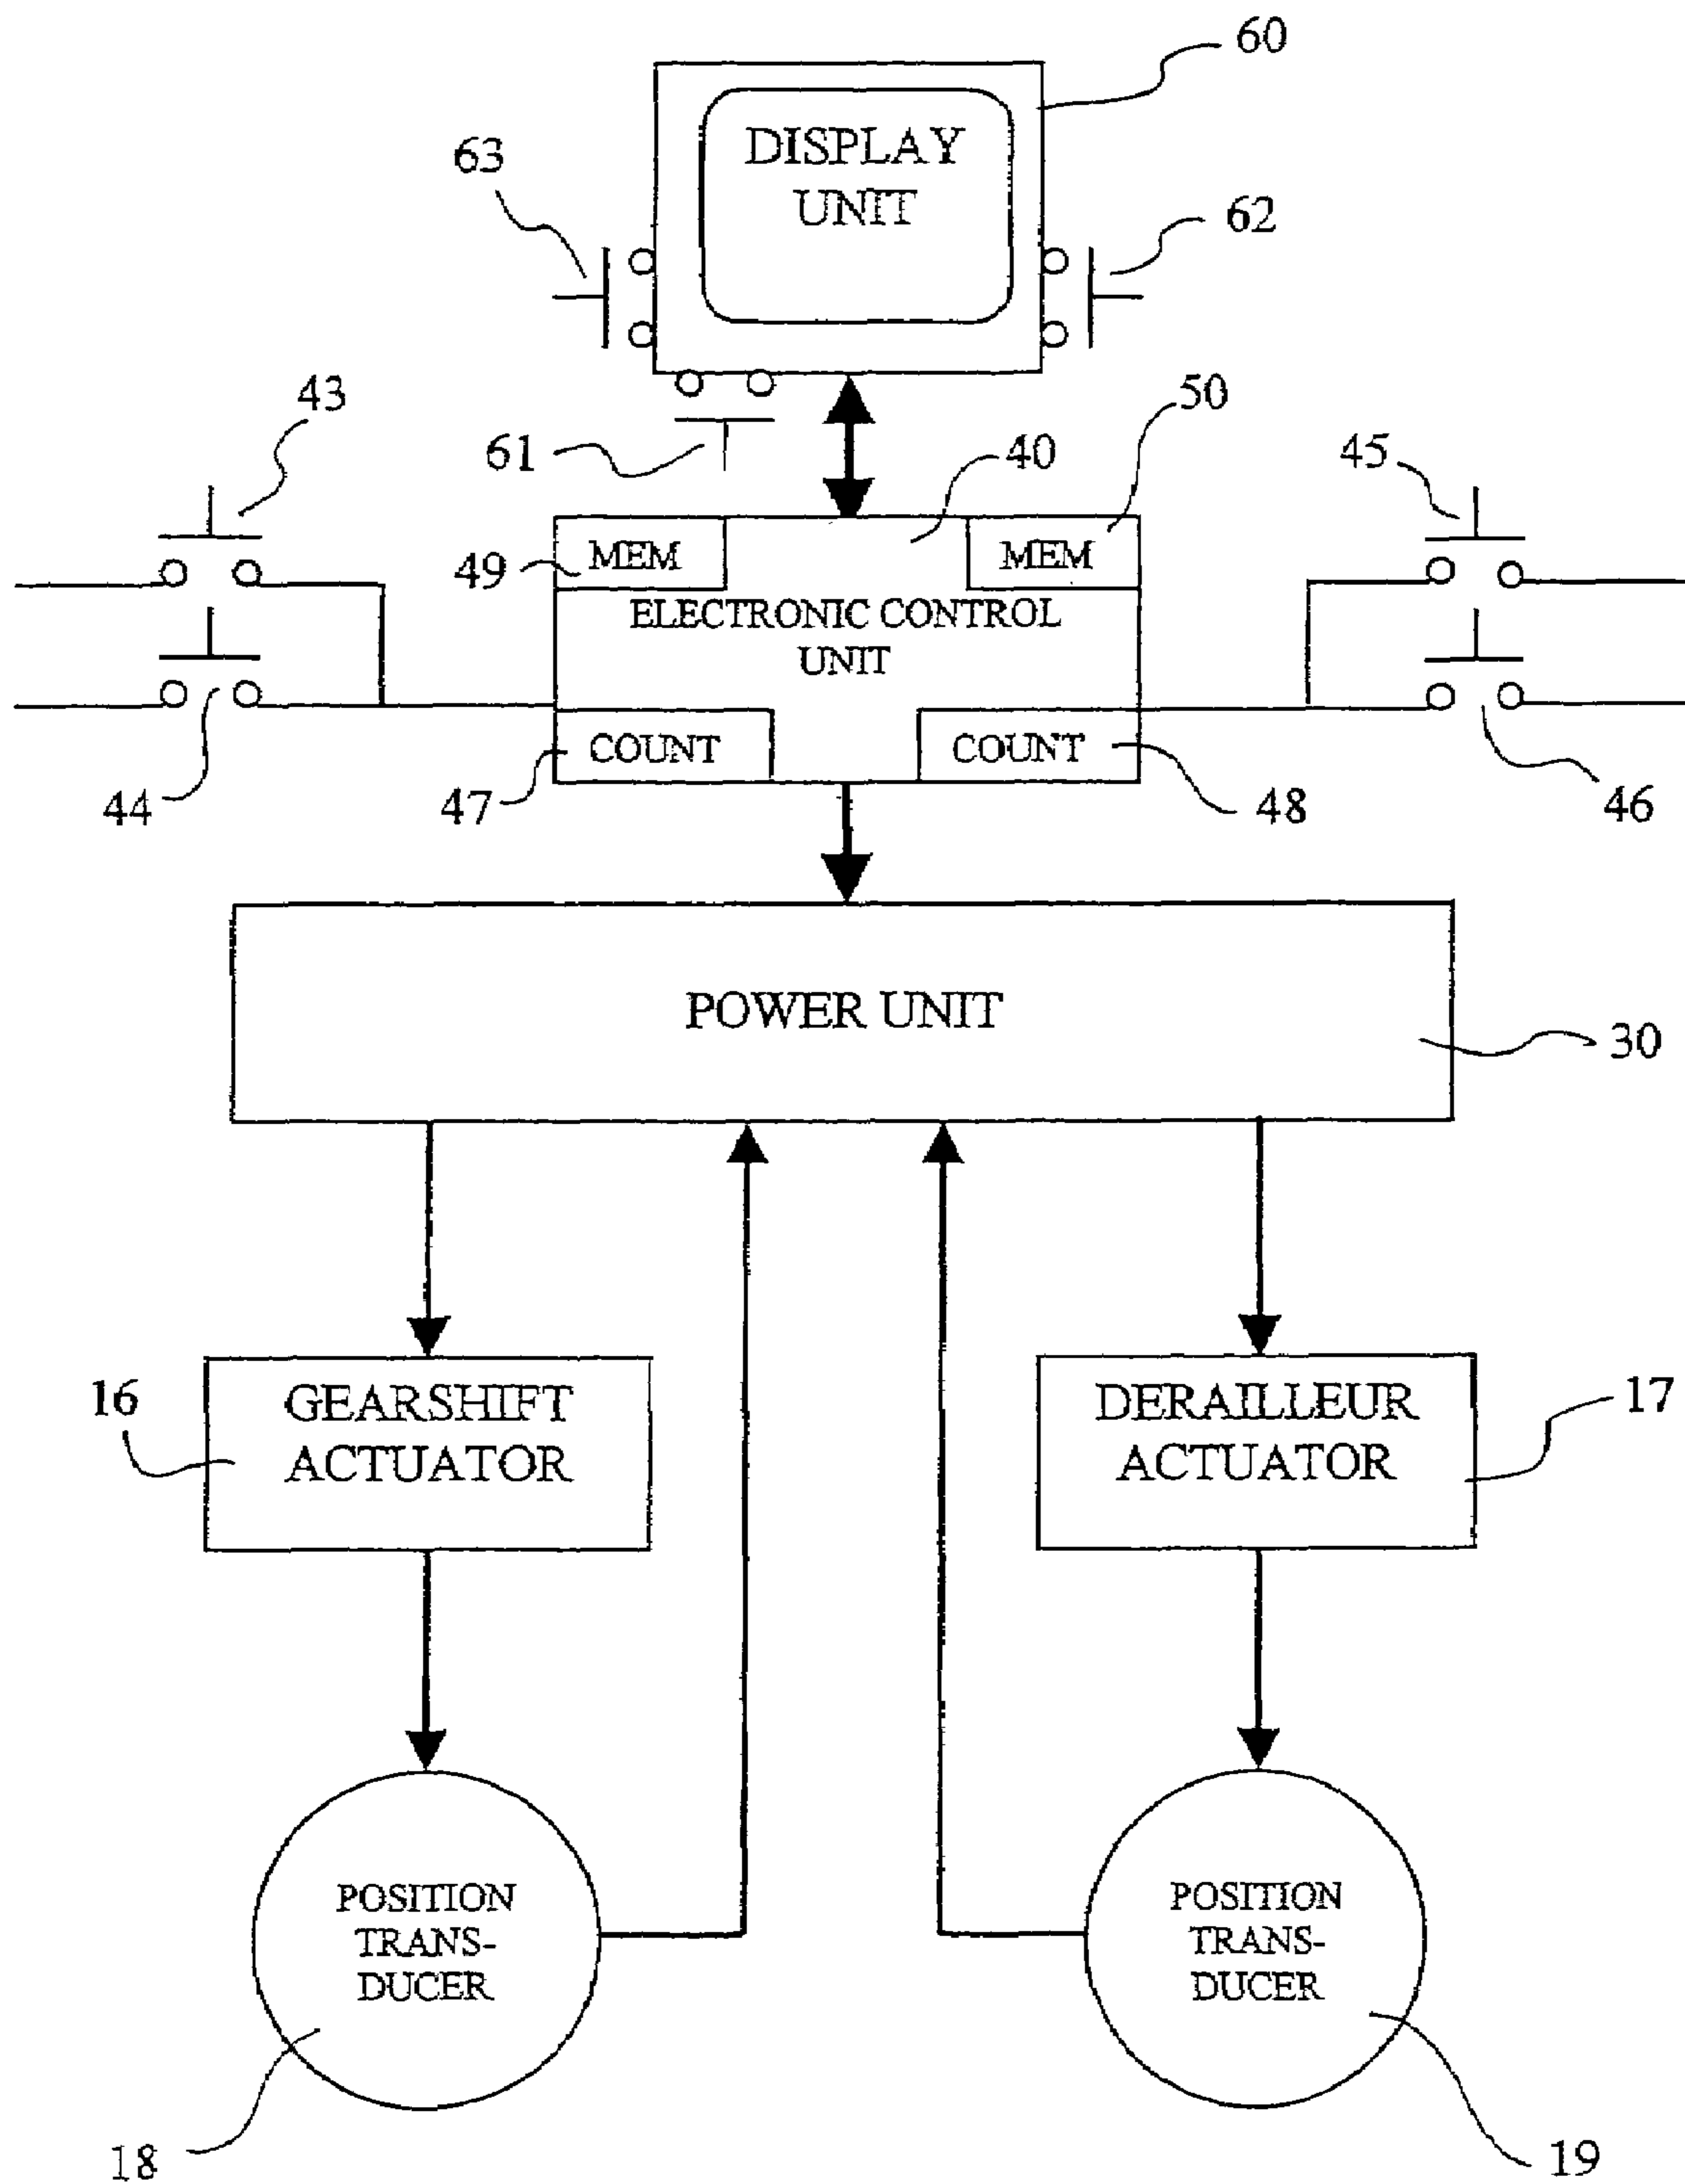 60
DISPLAY
UNIT
63
62
43
61
40
50
45
49
MEM
MEM
ELECTRONIC CONTROL
UNIT
44
47
COUNT
COUNT
48
46
POWER UNIT
30
16
GEARSHIFT
ACTUATOR
DERAILLEUR
ACTUATOR
17
POSITION
TRANS-
DUCER
POSITION
TRANS-
DUCER
18
19